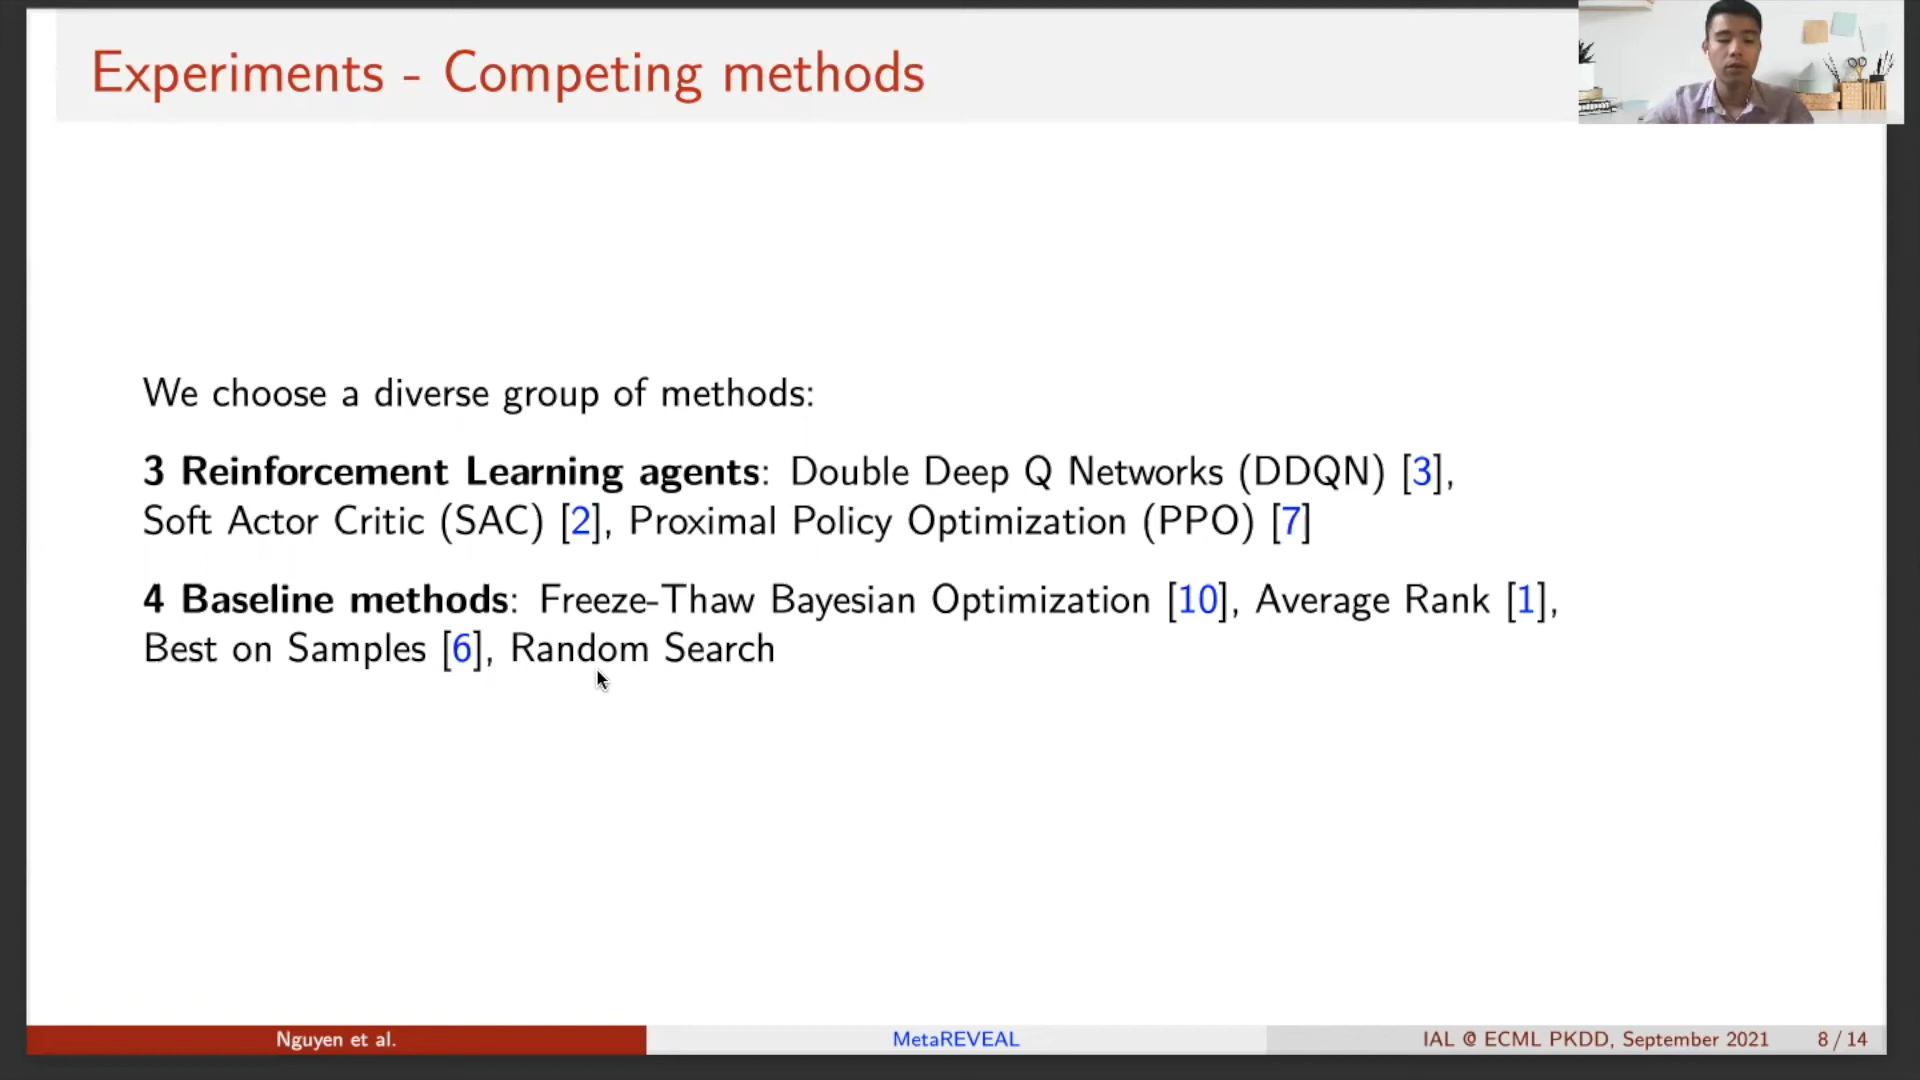 Experiments - Competing methods
We choose a diverse group of methods:
3 Reinforcement Learning agents: Double Deep Q Networks (DDQN) [3],
Soft Actor Critic (SAC) [2], Proximal Policy Optimization (PPO) [7]
4 Baseline methods: Freeze-Thaw Bayesian Optimization [10], Average Rank [1],
Best on Samples [6], Random Search
Nguyen et al.
MetaREVEAL
IAL @ ECML PKDD, September 2021
8 / 14